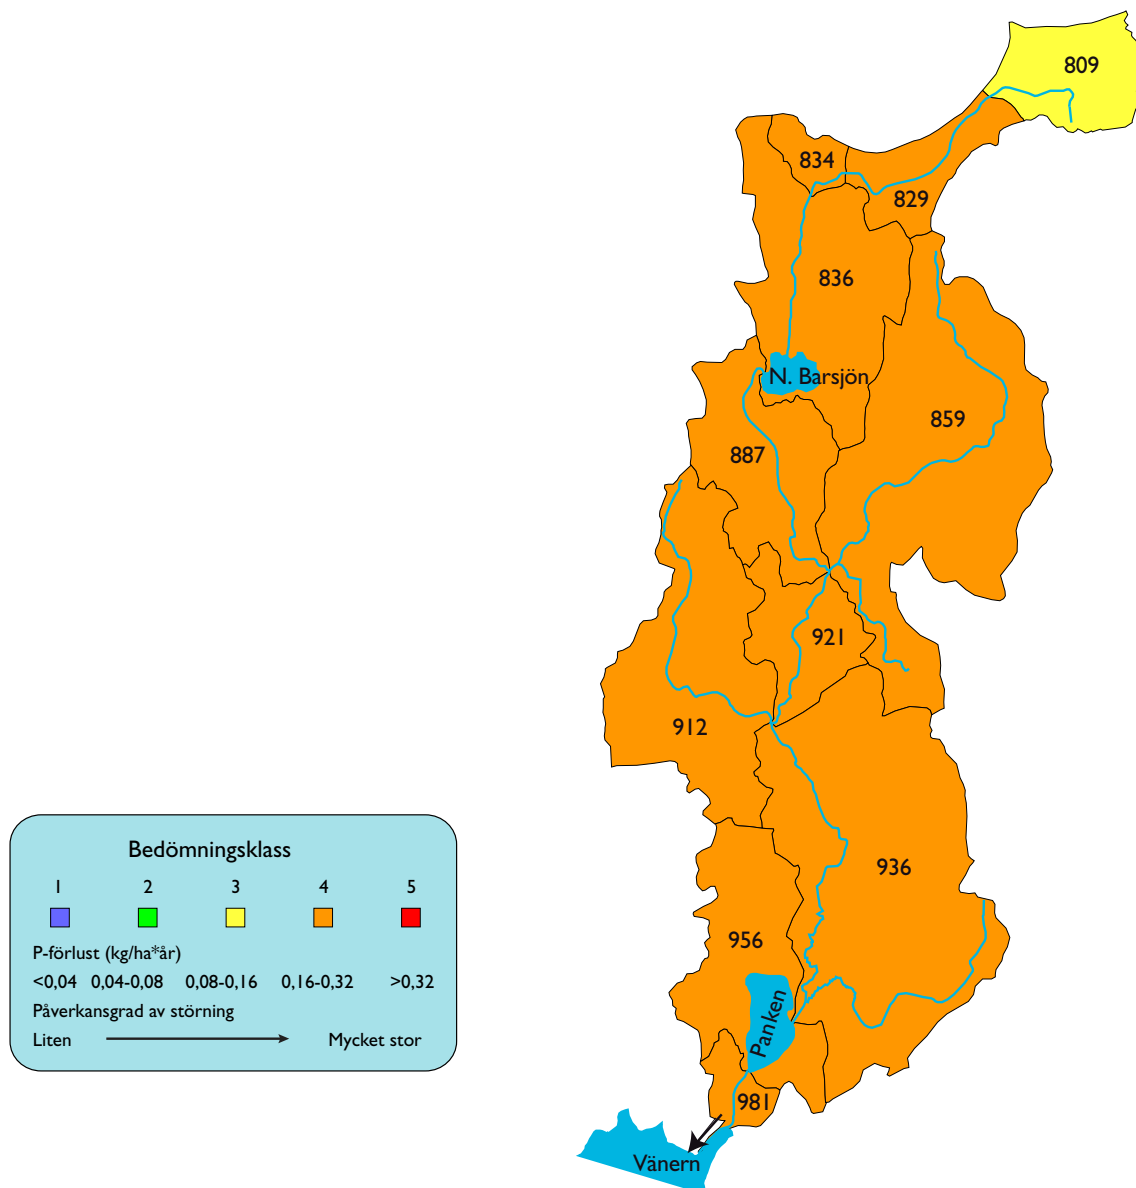 809
834
829
836
N. Barsjön
859
887
921
912
936
956
Panken
981
Vänern
Bedömningsklass
1 2 3 4 5
P-förlust (kg/ha*år)
<0,04 0,04-0,08 0,08-0,16 0,16-0,32 >0,32
Påverkansgrad av störning
Liten Mycket stor